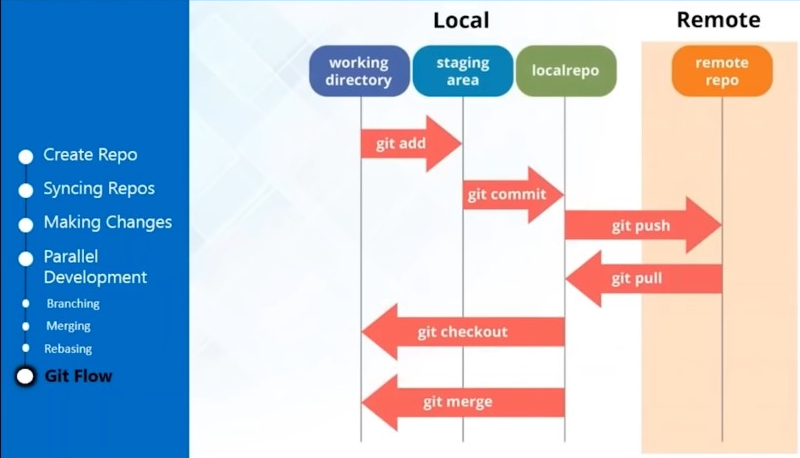 Create Repo
Syncing Repos
Making Changes
Parallel
Development
Branching
Merging
Rebasing
Git Flow
Local
Remote
working
directory
staging
area
localrepo
remote
repo
git add
git commit
git push
git pull
git checkout
git merge